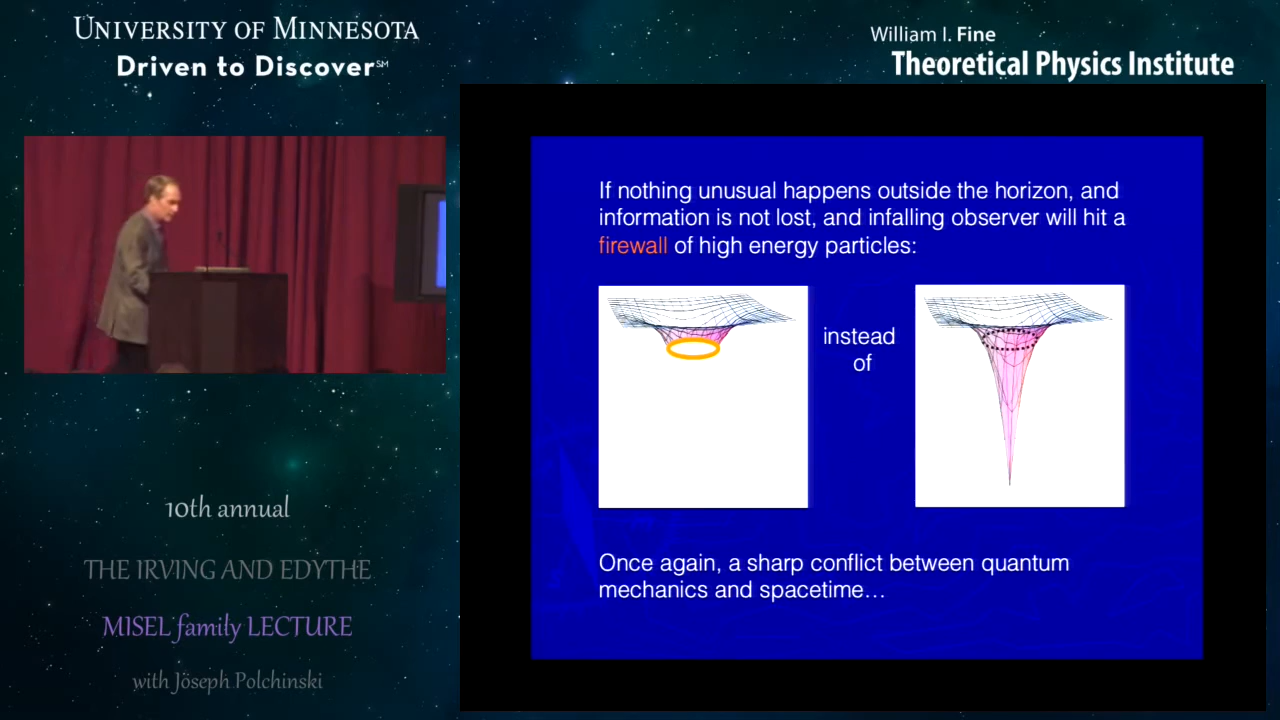 UNIVERSITY OF MINNESOTA
Driven to Discover℠
William I. Fine
Theoretical Physics Institute
If nothing unusual happens outside the horizon, and
information is not lost, and infalling observer will hit a
firewall of high energy particles:
instead
of
Once again, a sharp conflict between quantum
mechanics and spacetime…
10th annual
THE IRVING AND EDYTHE
MISEL family LECTURE
with Joseph Polchinski